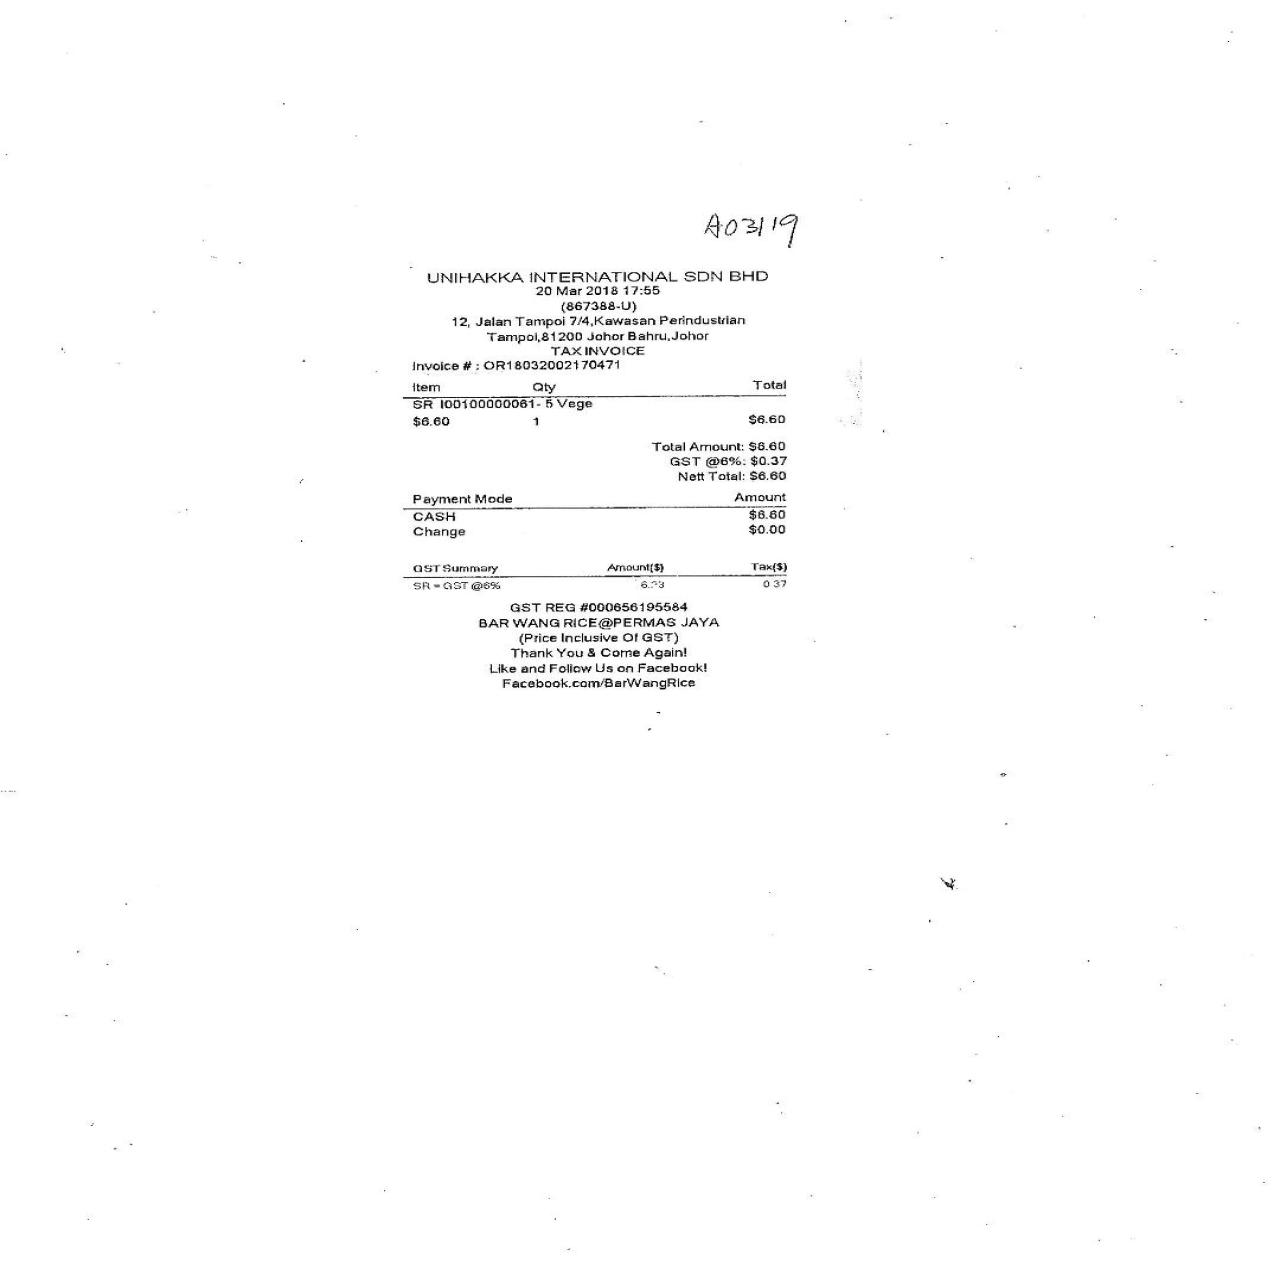 A03119
UNIHAKKA INTERNATIONAL SDN BHD
20 Mar 2018 17:55
(867388-U)
12, Jalan Tampoi 7/4,Kawasan Perindustrian
Tampoi,81200 Johor Bahru,Johor
TAX INVOICE
Invoice # : OR18032002170471
Item Qty Total
SR I00100000061- 5 Vege
$6.60 1 $6.60
Total Amount: $6.60
GST @6%: $0.37
Nett Total: $6.60
Payment Mode Amount
CASH $6.60
Change $0.00
GST Summary Amount($) Tax($)
SR = GST @6% 0.37
GST REG #000656195584
BAR WANG RICE@PERMAS JAYA
(Price Inclusive Of GST)
Thank You & Come Again!
Like and Follow Us on Facebook!
Facebook.com/BarWangRice